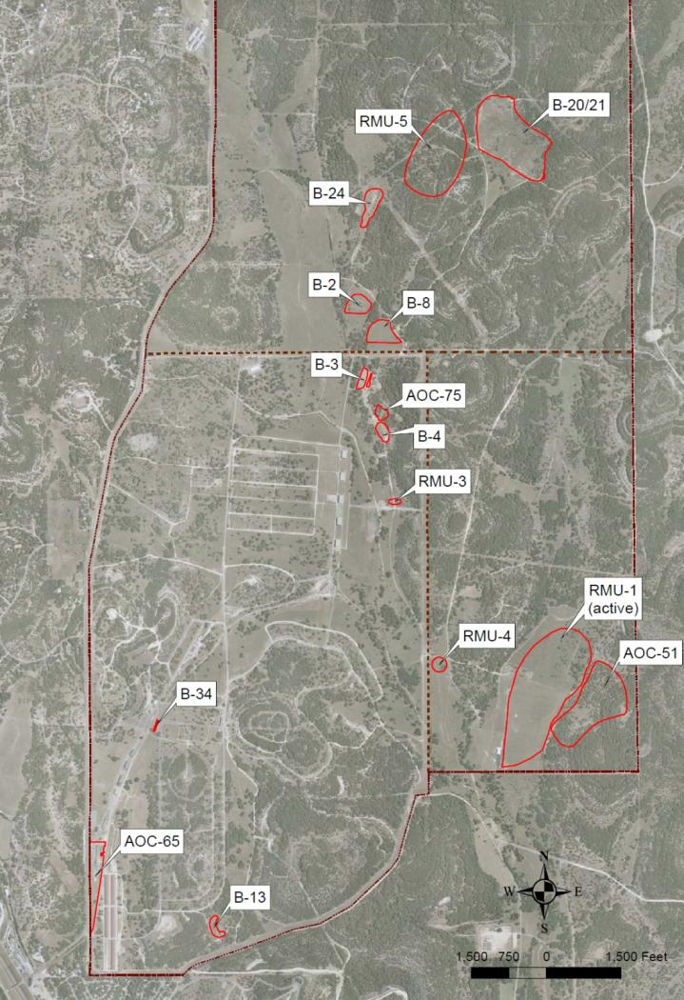 B-20/21
RMU-5
B-24
B-2
B-8
B-3
AOC-75
B-4
RMU-3
RMU-1
(active)
RMU-4
AOC-51
B-34
AOC-65
B-13
N
W E
S
1,500 750 0 1,500 Feet